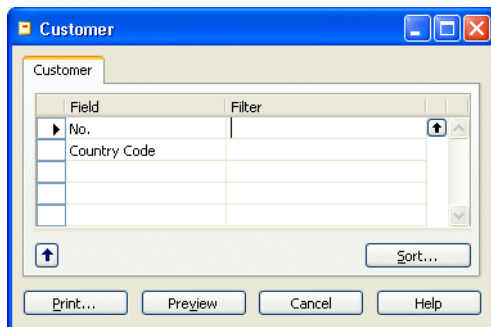 Customer
Customer
Field Filter
No.
Country Code
Sort...
Print... Preview Cancel Help